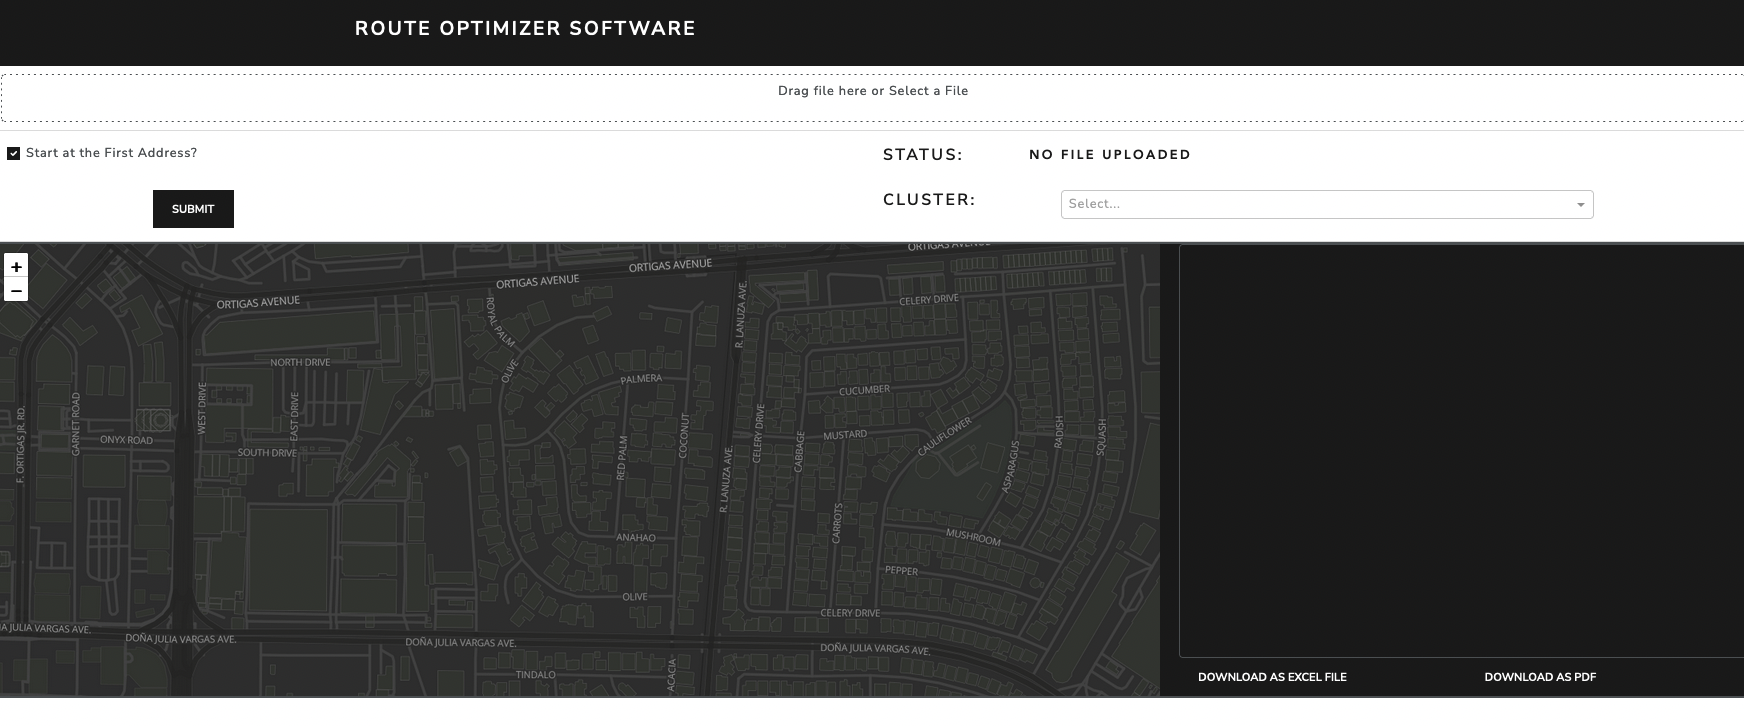 ROUTE OPTIMIZER SOFTWARE
Drag file here or Select a File
Start at the First Address?
STATUS:
NO FILE UPLOADED
SUBMIT
CLUSTER:
Select...
+
−
ORTIGAS AVENUE
ORTIGAS AVENUE
ORTIGAS AVENUE
ORTIGAS AVENUE
ROYAL PALM
R. LANUZA AVE.
CELERY DRIVE
NORTH DRIVE
OLIVE
PALMERA
CUCUMBER
F. ORTIGAS JR. RD.
GARNET ROAD
WEST DRIVE
EAST DRIVE
ONYX ROAD
SOUTH DRIVE
RED PALM
COCONUT
R. LANUZA AVE.
CELERY DRIVE
CABBAGE
MUSTARD
CAULIFLOWER
ASPARAGUS
RADISH
SQUASH
CARROTS
ANAHAO
MUSHROOM
PEPPER
OLIVE
CELERY DRIVE
ÑA JULIA VARGAS AVE.
DOÑA JULIA VARGAS AVE.
DOÑA JULIA VARGAS AVE.
DOÑA JULIA VARGAS AVE.
TINDALO
ACACIA
DOWNLOAD AS EXCEL FILE
DOWNLOAD AS PDF